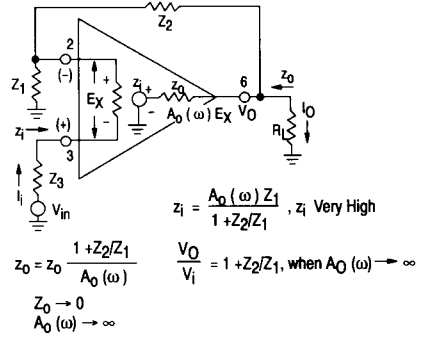 Z2
2
(–)
Z1
+
EX
–
zi
+
–
zo
Ao (ω) EX
6
VO
zo
IO
RL
zi
(+)
3
Z3
Ii
Vin
zi = Ao (ω) Z1 / 1 + Z2/Z1 , zi Very High
zo = zo 1 +Z2/Z1 / Ao (ω)
VO / Vi = 1 +Z2/Z1, when AO (ω) → ∞
Zo → 0
Ao (ω) → ∞